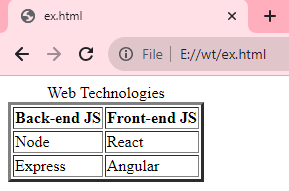 ex.html
File | E://wt/ex.html
Web Technologies
Back-end JS Front-end JS
Node React
Express Angular